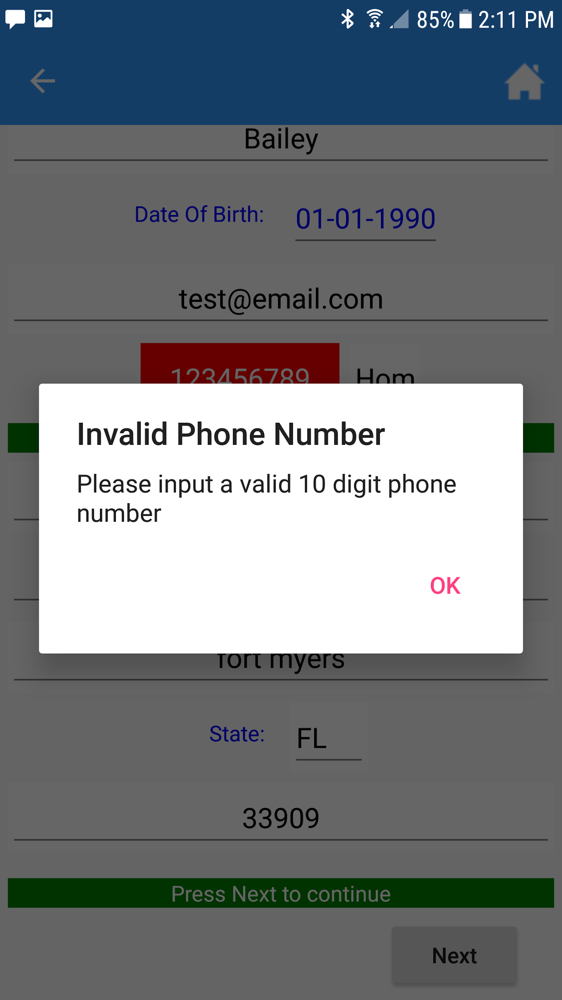 85% 2:11 PM
Bailey
Date Of Birth: 01-01-1990
test@email.com
123456789 Hom
Invalid Phone Number
Please input a valid 10 digit phone
number
OK
fort myers
State: FL
33909
Press Next to continue
Next